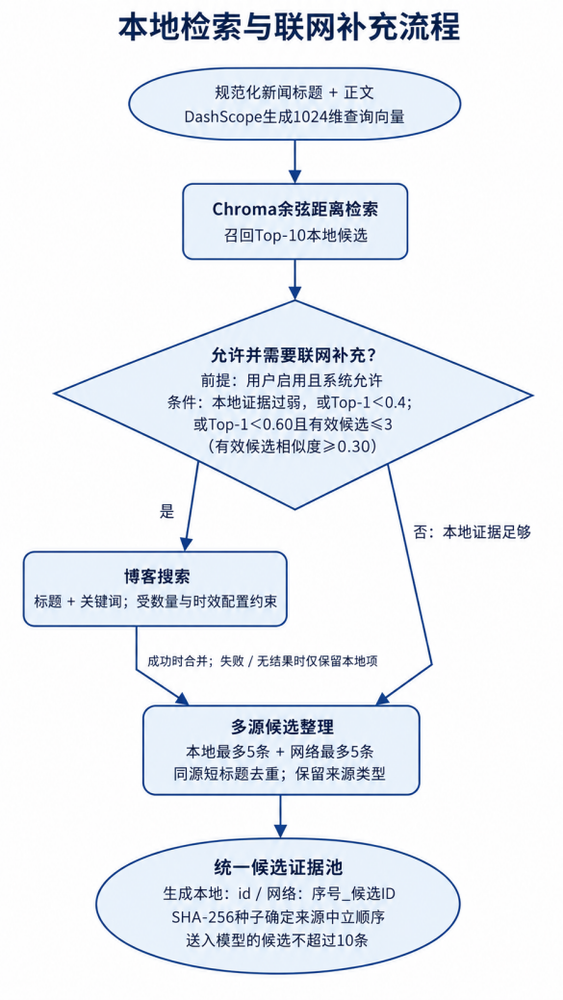 本地检索与联网补充流程
规范化新闻标题 + 正文
DashScope生成1024维查询向量
Chroma余弦距离检索
召回Top-10本地候选
允许并需要联网补充？
前提：用户启用且系统允许
条件：本地证据过弱，或Top-1＜0.4；
或Top-1＜0.60且有效候选≤3
（有效候选相似度≥0.30）
是
否：本地证据足够
博客搜索
标题 + 关键词；受数量与时效配置约束
成功时合并；失败 / 无结果时仅保留本地项
多源候选整理
本地最多5条 + 网络最多5条
同源短标题去重；保留来源类型
统一候选证据池
生成本地：id / 网络：序号_候选ID
SHA-256种子确定来源中立顺序
送入模型的候选不超过10条